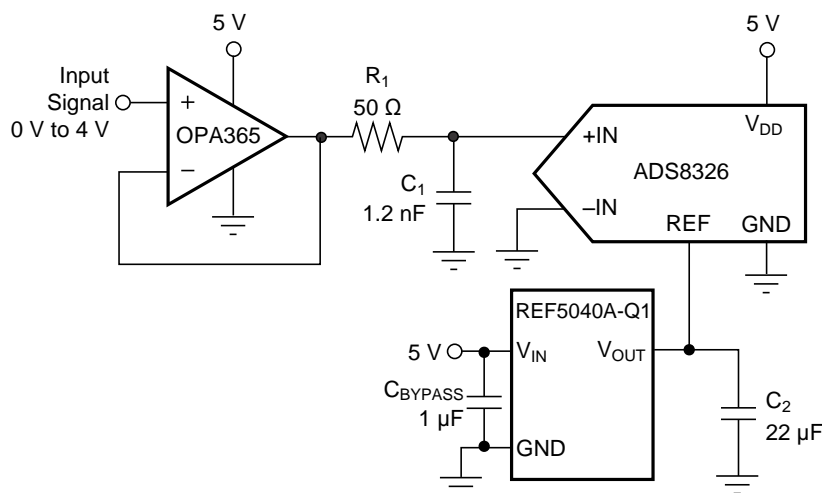 5 V
5 V
Input
Signal
0 V to 4 V
+
OPA365
–
R1
50 Ω
C1
1.2 nF
+IN
VDD
ADS8326
–IN
REF
GND
REF5040A-Q1
5 V
VIN
VOUT
CBYPASS
1 µF
GND
C2
22 µF